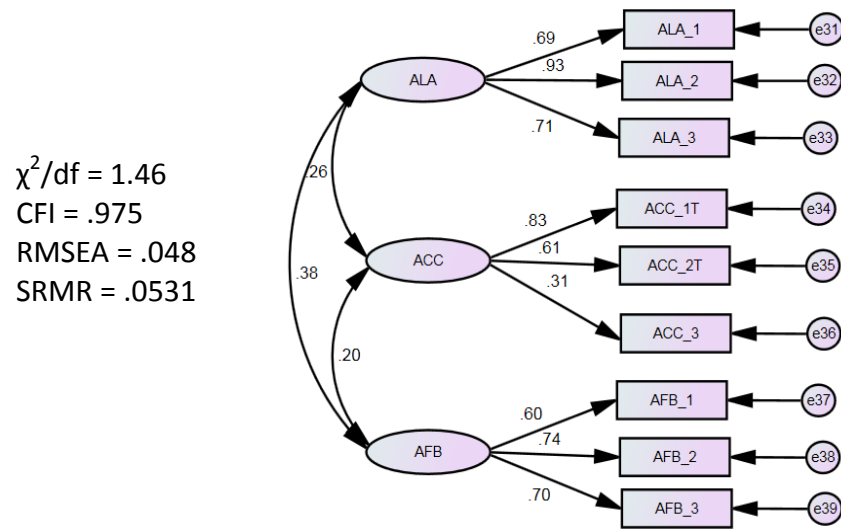 χ²/df = 1.46
CFI = .975
RMSEA = .048
SRMR = .0531
ALA
ACC
AFB
.26
.38
.20
.69
.93
.71
.83
.61
.31
.60
.74
.70
ALA_1
ALA_2
ALA_3
ACC_1T
ACC_2T
ACC_3
AFB_1
AFB_2
AFB_3
e31
e32
e33
e34
e35
e36
e37
e38
e39